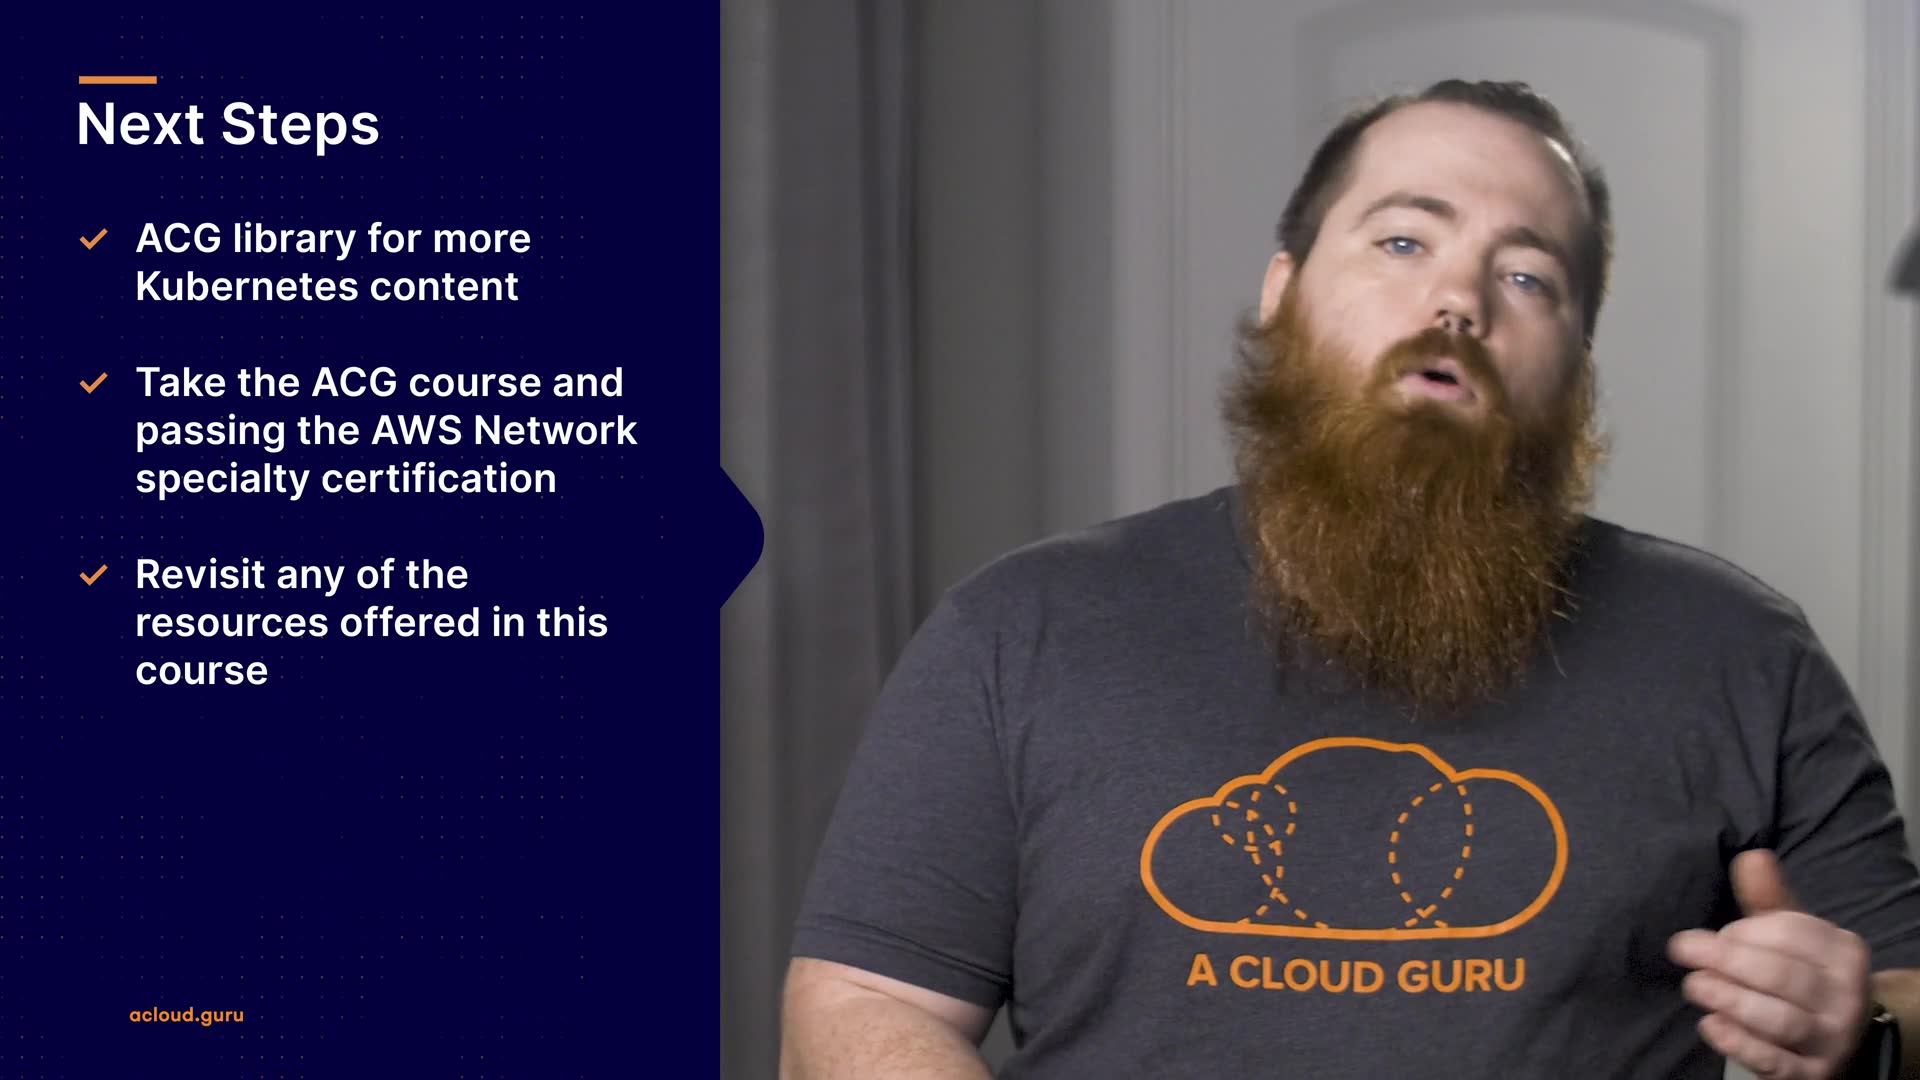 Next Steps
ACG library for more
Kubernetes content
Take the ACG course and
passing the AWS Network
specialty certification
Revisit any of the
resources offered in this
course
acloud.guru
A CLOUD GURU